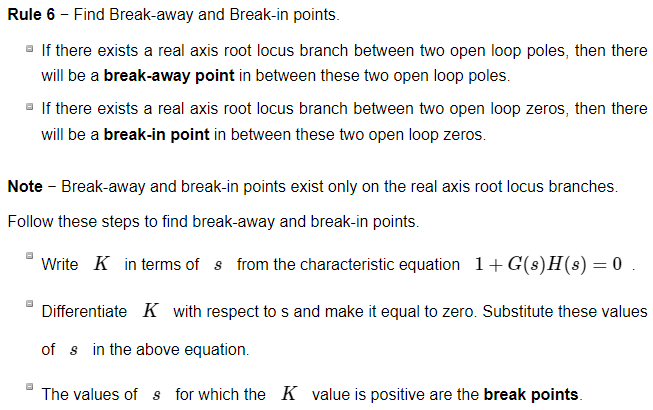 Rule 6 − Find Break-away and Break-in points.
If there exists a real axis root locus branch between two open loop poles, then there
will be a break-away point in between these two open loop poles.
If there exists a real axis root locus branch between two open loop zeros, then there
will be a break-in point in between these two open loop zeros.
Note − Break-away and break-in points exist only on the real axis root locus branches.
Follow these steps to find break-away and break-in points.
Write K in terms of s from the characteristic equation 1 + G(s)H(s) = 0 .
Differentiate K with respect to s and make it equal to zero. Substitute these values
of s in the above equation.
The values of s for which the K value is positive are the break points.